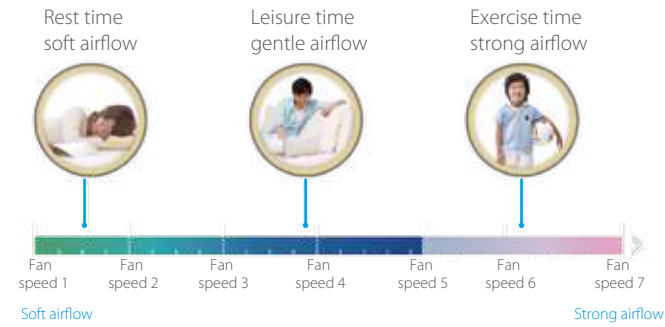 Rest time
soft airflow
Leisure time
gentle airflow
Exercise time
strong airflow
Fan
speed 1
Fan
speed 2
Fan
speed 3
Fan
speed 4
Fan
speed 5
Fan
speed 6
Fan
speed 7
Soft airflow
Strong airflow